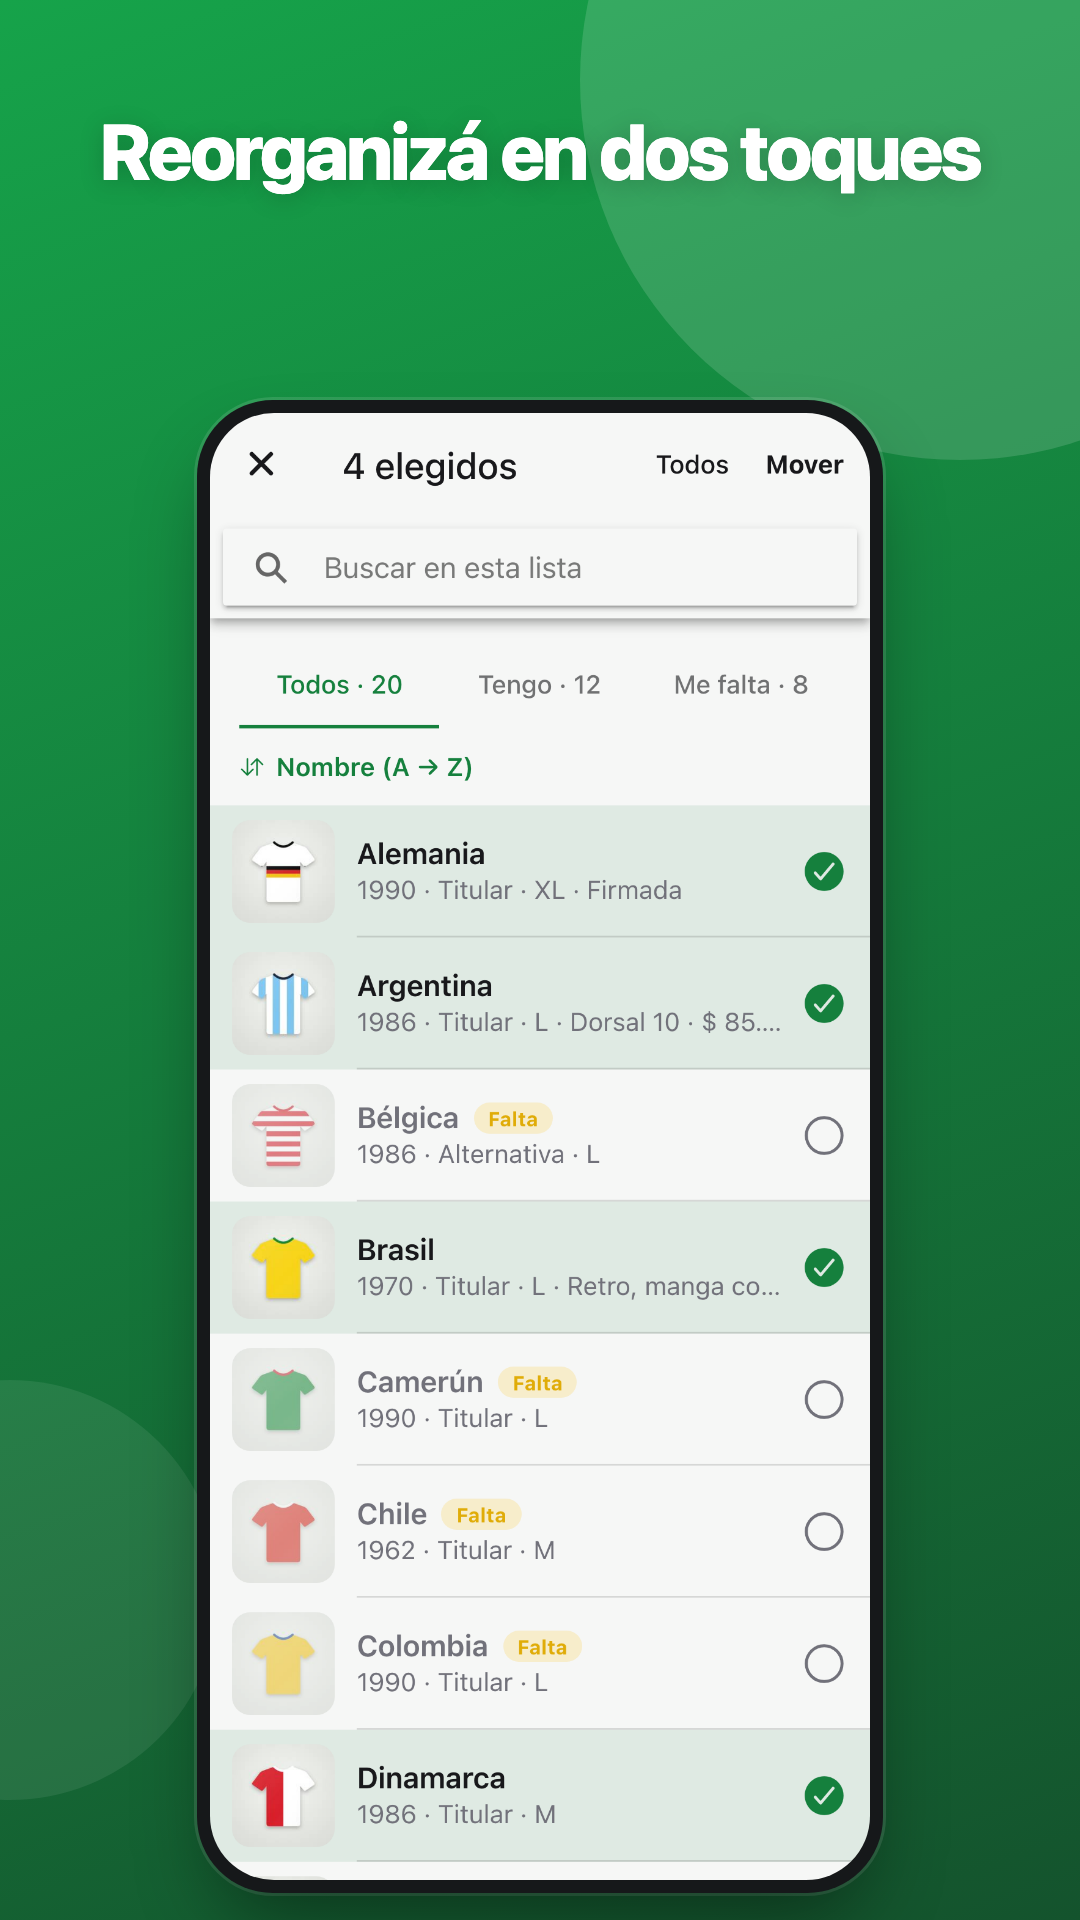 Reorganizá en dos toques
4 elegidos
Todos
Mover
Buscar en esta lista
Todos · 20
Tengo · 12
Me falta · 8
Nombre (A → Z)
Alemania
1990 · Titular · XL · Firmada
Argentina
1986 · Titular · L · Dorsal 10 · $ 85....
Bélgica Falta
1986 · Alternativa · L
Brasil
1970 · Titular · L · Retro, manga co...
Camerún Falta
1990 · Titular · L
Chile Falta
1962 · Titular · M
Colombia Falta
1990 · Titular · L
Dinamarca
1986 · Titular · M